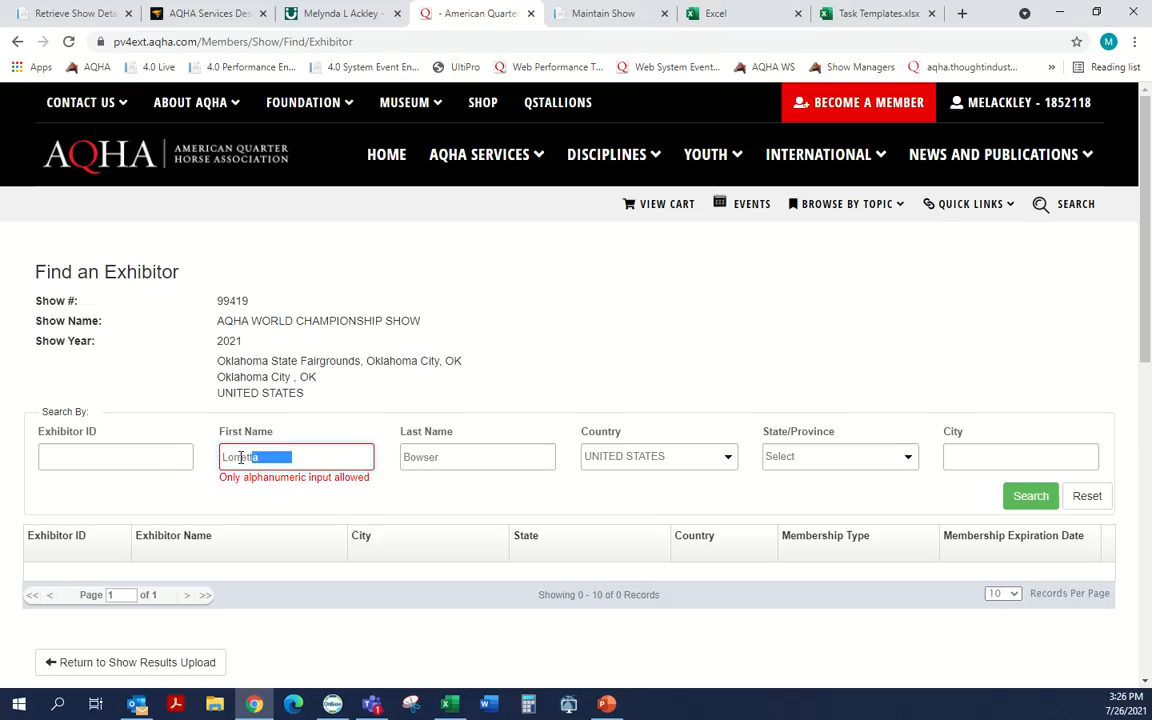 Retrieve Show Deta
AQHA Services Des
Melynda L Ackley -
- American Quarte
Maintain Show
Excel
Task Templates.xlsx
pv4ext.aqha.com/Members/Show/Find/Exhibitor
M
Apps
AQHA
4.0 Live
4.0 Performance En...
4.0 System Event En...
UltiPro
Web Performance T...
Web System Event...
AQHA WS
Show Managers
aqha.thoughtindust...
»
Reading list
CONTACT US
ABOUT AQHA
FOUNDATION
MUSEUM
SHOP
QSTALLIONS
BECOME A MEMBER
MELACKLEY - 1852118
AQHA
AMERICAN QUARTER
HORSE ASSOCIATION
HOME
AQHA SERVICES
DISCIPLINES
YOUTH
INTERNATIONAL
NEWS AND PUBLICATIONS
VIEW CART
EVENTS
BROWSE BY TOPIC
QUICK LINKS
SEARCH
Find an Exhibitor
Show #: 99419
Show Name: AQHA WORLD CHAMPIONSHIP SHOW
Show Year: 2021
Oklahoma State Fairgrounds, Oklahoma City, OK
Oklahoma City , OK
UNITED STATES
Search By:
Exhibitor ID
First Name
Last Name
Country
State/Province
City
Bowser
UNITED STATES
Select
Only alphanumeric input allowed
Search
Reset
Exhibitor ID
Exhibitor Name
City
State
Country
Membership Type
Membership Expiration Date
<< < Page 1 of 1 > >>
Showing 0 - 10 of 0 Records
10 Records Per Page
Return to Show Results Upload
3:26 PM
7/26/2021